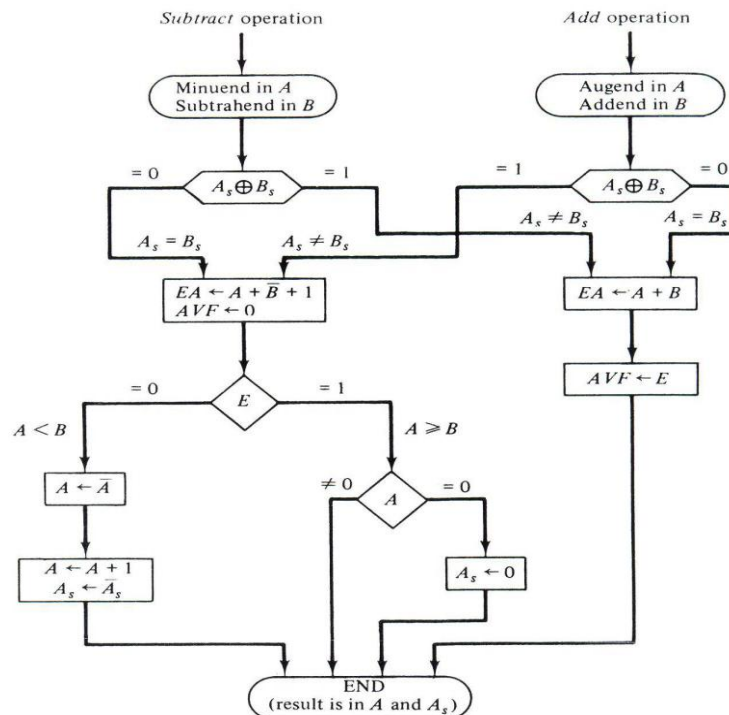 Subtract operation
Add operation
Minuend in A
Subtrahend in B
Augend in A
Addend in B
= 0
A_s ⊕ B_s
= 1
= 1
A_s ⊕ B_s
= 0
A_s = B_s
A_s ≠ B_s
A_s ≠ B_s
A_s = B_s
EA ← A + B̅ + 1
AVF ← 0
EA ← A + B
= 0
E
= 1
AVF ← E
A < B
A ⩾ B
A ← A̅
≠ 0
A
= 0
A ← A + 1
A_s ← A̅_s
A_s ← 0
END
(result is in A and A_s)